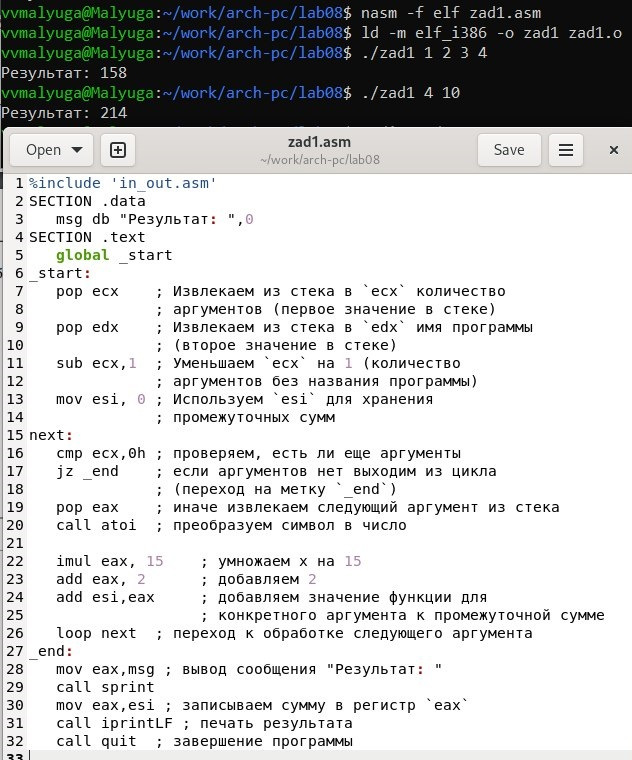 vvmalyuga@Malyuga:~/work/arch-pc/lab08$ nasm -f elf zad1.asm
vvmalyuga@Malyuga:~/work/arch-pc/lab08$ ld -m elf_i386 -o zad1 zad1.o
vvmalyuga@Malyuga:~/work/arch-pc/lab08$ ./zad1 1 2 3 4
Результат: 158
vvmalyuga@Malyuga:~/work/arch-pc/lab08$ ./zad1 4 10
Результат: 214
Open
zad1.asm
~/work/arch-pc/lab08
Save
1 %include 'in_out.asm'
2 SECTION .data
3    msg db "Результат: ",0
4 SECTION .text
5    global _start
6 _start:
7    pop ecx    ; Извлекаем из стека в `ecx` количество
8               ; аргументов (первое значение в стеке)
9    pop edx    ; Извлекаем из стека в `edx` имя программы
10              ; (второе значение в стеке)
11   sub ecx,1  ; Уменьшаем `ecx` на 1 (количество
12              ; аргументов без названия программы)
13   mov esi, 0 ; Используем `esi` для хранения
14              ; промежуточных сумм
15 next:
16   cmp ecx,0h ; проверяем, есть ли еще аргументы
17   jz _end    ; если аргументов нет выходим из цикла
18              ; (переход на метку `_end`)
19   pop eax    ; иначе извлекаем следующий аргумент из стека
20   call atoi  ; преобразуем символ в число
21
22   imul eax, 15    ; умножаем x на 15
23   add eax, 2      ; добавляем 2
24   add esi,eax     ; добавляем значение функции для
25                   ; конкретного аргумента к промежуточной сумме
26   loop next  ; переход к обработке следующего аргумента
27 _end:
28   mov eax,msg ; вывод сообщения "Результат: "
29   call sprint
30   mov eax,esi ; записываем сумму в регистр `eax`
31   call iprintLF ; печать результата
32   call quit  ; завершение программы
33